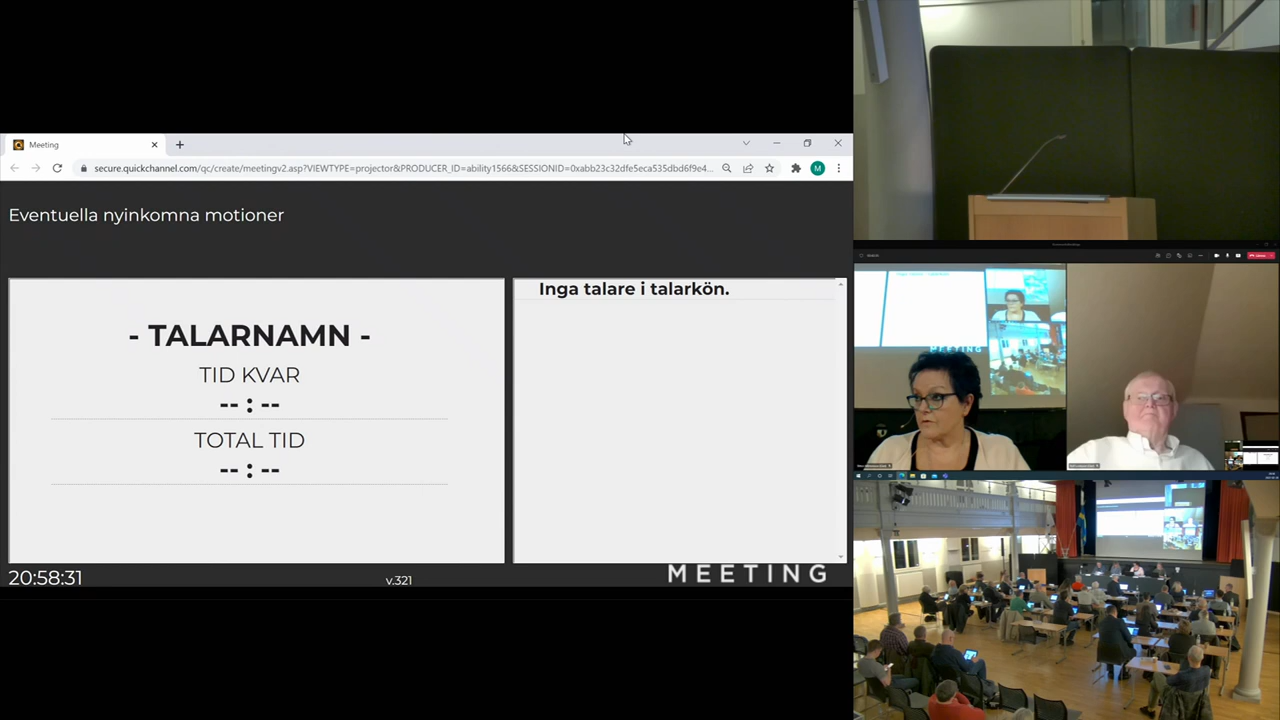 Meeting
secure.quickchannel.com/qc/create/meetingv2.asp?VIEWTYPE=projector&PRODUCER_ID=ability1566&SESSIONID=0xabb23c32dfe5eca535dbd6f9e4...
M
Eventuella nyinkomna motioner
- TALARNAMN -
TID KVAR
-- : --
TOTAL TID
-- : --
Inga talare i talarkön.
20:58:31
v.321
MEETING
MEETING